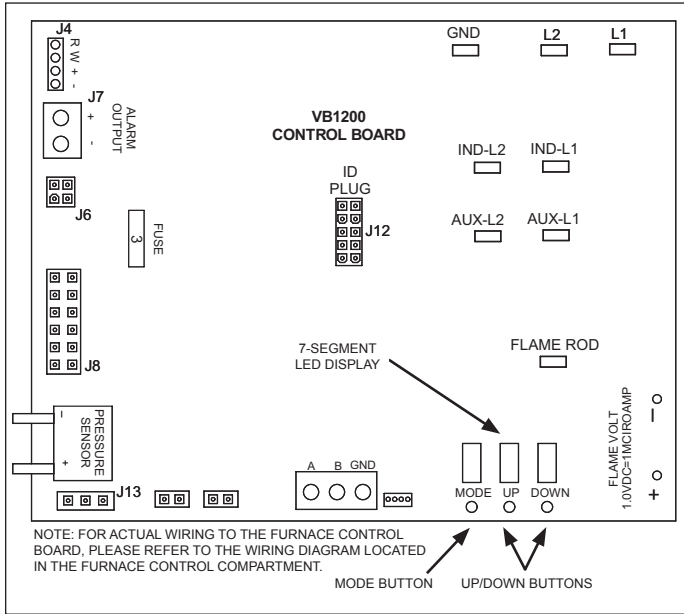 J4
R W + -
J7
+
-
ALARM
OUTPUT
J6
3
FUSE
J8
PRESSURE
SENSOR
-
+
J13
VB1200
CONTROL BOARD
ID
PLUG
J12
GND
L2
L1
IND-L2
IND-L1
AUX-L2
AUX-L1
FLAME ROD
7-SEGMENT
LED DISPLAY
FLAME VOLT
1.0VDC=1MCIROAMP
-
+
A B GND
MODE
UP
DOWN
NOTE: FOR ACTUAL WIRING TO THE FURNACE CONTROL
BOARD, PLEASE REFER TO THE WIRING DIAGRAM LOCATED
IN THE FURNACE CONTROL COMPARTMENT.
MODE BUTTON
UP/DOWN BUTTONS